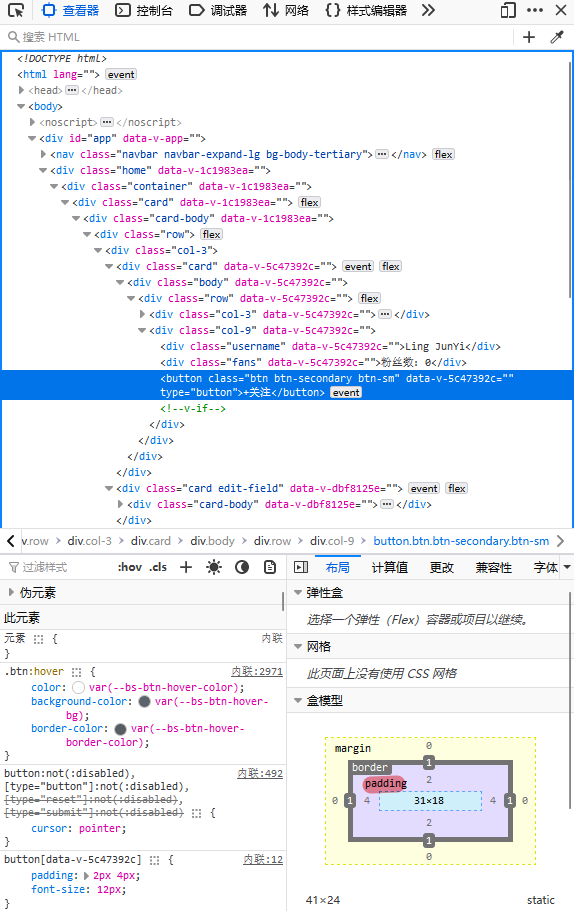 查看器 控制台 调试器 网络 样式编辑器
搜索 HTML
<!DOCTYPE html>
<html lang=""> event
<head> ••• </head>
<body>
<noscript> ••• </noscript>
<div id="app" data-v-app="">
<nav class="navbar navbar-expand-lg bg-body-tertiary"> ••• </nav> flex
<div class="home" data-v-1c1983ea="">
<div class="container" data-v-1c1983ea="">
<div class="card" data-v-1c1983ea=""> flex
<div class="card-body" data-v-1c1983ea="">
<div class="row"> flex
<div class="col-3">
<div class="card" data-v-5c47392c=""> event flex
<div class="body" data-v-5c47392c="">
<div class="row" data-v-5c47392c=""> flex
<div class="col-3" data-v-5c47392c=""> ••• </div>
<div class="col-9" data-v-5c47392c="">
<div class="username" data-v-5c47392c="">Ling JunYi</div>
<div class="fans" data-v-5c47392c="">粉丝数：0</div>
<button class="btn btn-secondary btn-sm" data-v-5c47392c=""
type="button">+关注</button> event
<!--v-if-->
</div>
</div>
</div>
</div>
<div class="card edit-field" data-v-dbf8125e=""> event flex
<div class="card-body" data-v-dbf8125e=""> ••• </div>
</div>
v.row > div.col-3 > div.card > div.body > div.row > div.col-9 > button.btn.btn-secondary.btn-sm
过滤样式 :hov .cls +
伪元素
此元素
元素 { 内联
}
.btn:hover { 内联:2971
color: var(--bs-btn-hover-color);
background-color: var(--bs-btn-hover-
bg);
border-color: var(--bs-btn-hover-
border-color);
}
button:not(:disabled), 内联:492
[type="button"]:not(:disabled),
[type="reset"]:not(:disabled),
[type="submit"]:not(:disabled) {
cursor: pointer;
}
button[data-v-5c47392c] { 内联:12
padding: 2px 4px;
font-size: 12px;
}
布局 计算值 更改 兼容性 字体
弹性盒
选择一个弹性（Flex）容器或项目以继续。
网格
此页面上没有使用 CSS 网格
盒模型
margin 0
border 1
padding 2
0 1 4 31×18 4 1 0
2
1
0
41×24 static